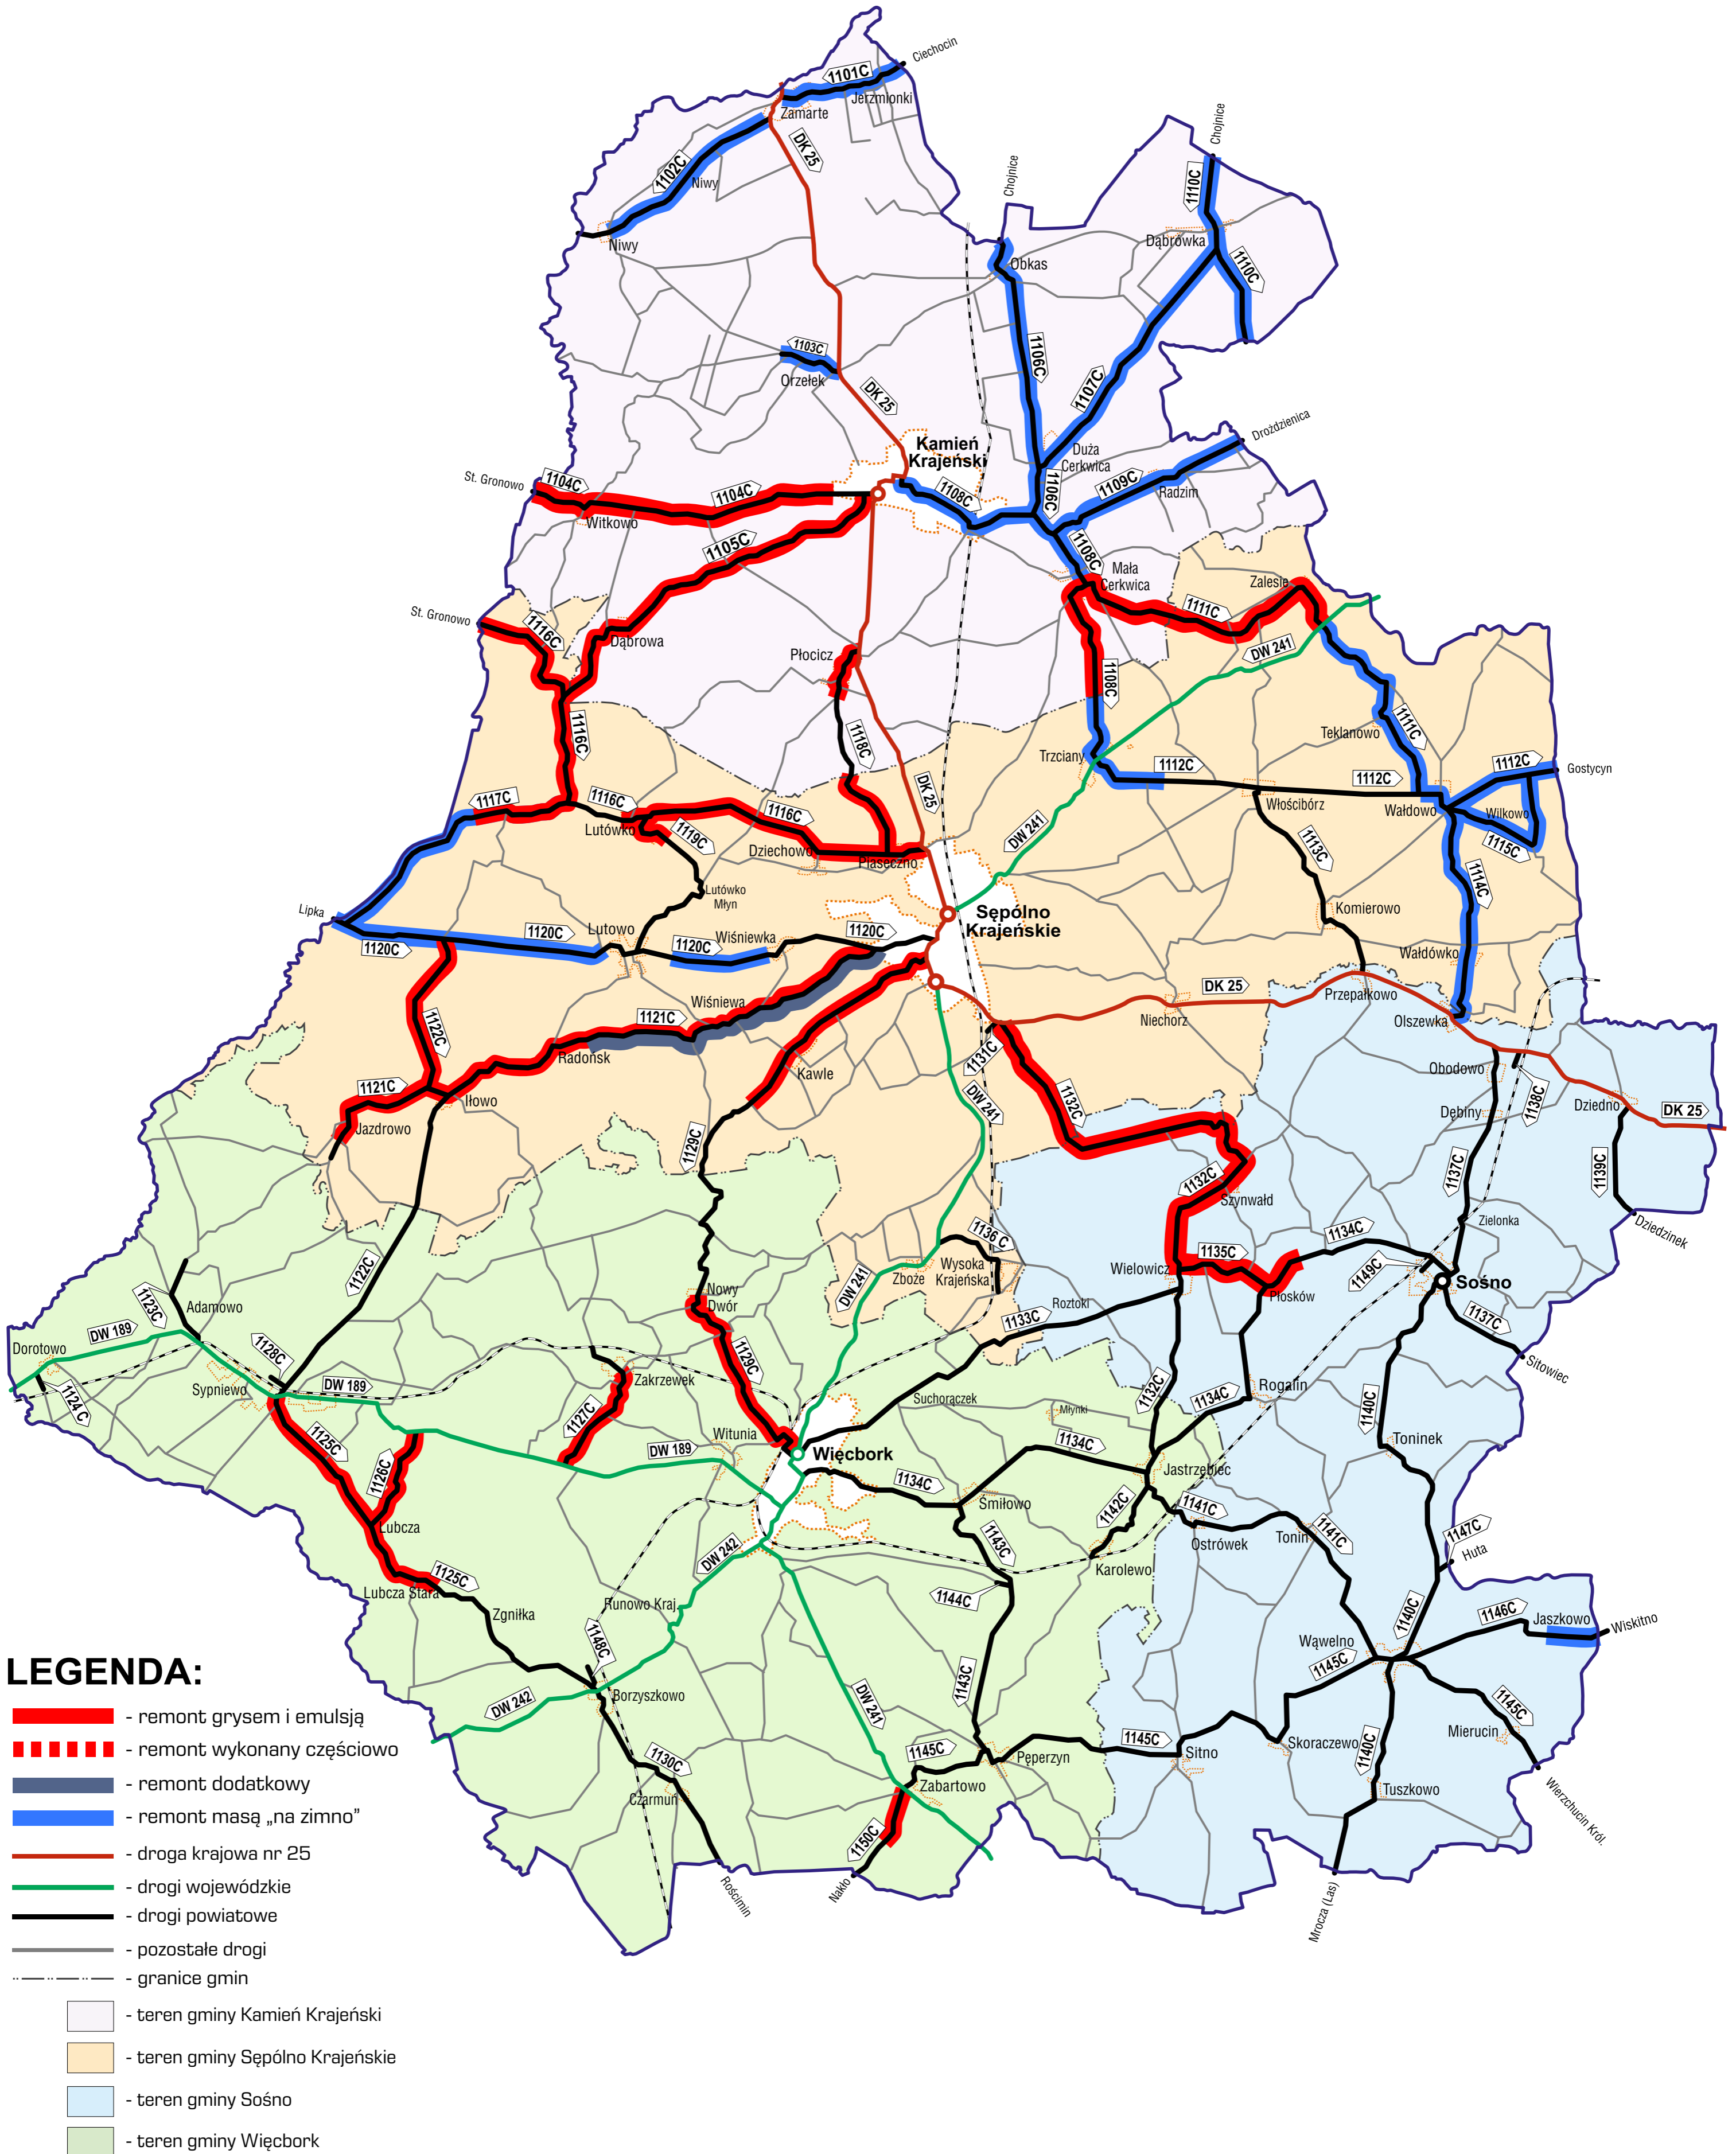 Ciechocin
1101C
Jerzmionki
Zamarte
DK 25
1102C
Niwy
Niwy
Chojnice
Chojnice
1110C
Dąbrówka
1110C
Obkas
1103C
Orzełek
1106C
1107C
DK 25
Kamień
Krajeński
Duża
Cerkwica
Drożdzienica
St. Gronowo
1104C
1104C
1108C
1106C
1109C
Radzim
Witkowo
1105C
1108C
Mała
Cerkwica
Zalesie
1111C
St. Gronowo
1116C
Dąbrowa
Płocicz
DW 241
1108C
1116C
1118C
Teklanowo
1111C
Trzciany
1112C
1112C
1112C
Gostycyn
DK 25
Włościbórz
Wałdowo
Wilkowo
1117C
1116C
1116C
Lutówko
1119C
Dziechowo
Piaseczno
DW 241
1113C
1115C
Lutówko
Młyn
1114C
Lipka
Sępólno
Krajeńskie
Komierowo
1120C
1120C
Lutowo
1120C
Wiśniewka
1120C
Wałdówko
Wiśniewa
DK 25
Przepałkowo
1121C
Niechorz
Olszewka
1122C
Radońsk
1131C
Kawle
1121C
Iłowo
DW 241
1132C
Obodowo
1138C
Dziedno
DK 25
Dębiny
Jazdrowo
1129C
1137C
1139C
1132C
Szynwałd
Zielonka
Dziedzinek
1136 C
1134C
1122C
Wysoka
Krajeńska
Zboże
Wielowicz
1135C
1149C
Sośno
1123C
Adamowo
Nowy
Dwór
DW 241
Roztoki
Płosków
1133C
1137C
Dorotowo
DW 189
1128C
1129C
Sitowiec
1124 C
Sypniewo
DW 189
Zakrzewek
Suchorączek
1132C
Rogalin
1134C
1140C
1127C
Młynki
1125C
Witunia
Więcbork
1134C
Toninek
DW 189
1126C
1134C
Jastrzębiec
Śmiłowo
1142C
1141C
Lubcza
1143C
Ostrówek
Tonin
1141C
1147C
Huta
DW 242
Karolewo
1125C
Lubcza Stara
1144C
Zgniłka
Runowo Kraj.
1140C
1146C
Jaszkowo
Wiskitno
1148C
Wąwelno
1145C
LEGENDA:
1143C
DW 242
Borzyszkowo
DW 241
1145C
- remont grysem i emulsją
Mierucin
- remont wykonany częściowo
1130C
1145C
1145C
Pęperzyn
Sitno
Skoraczewo
1140C
- remont dodatkowy
Czarmuń
Zabartowo
Tuszkowo
Wierzchucin Król.
- remont masą „na zimno”
1150C
- droga krajowa nr 25
Nakło
Rościmin
Mrocza (Las)
- drogi wojewódzkie
- drogi powiatowe
- pozostałe drogi
- granice gmin
- teren gminy Kamień Krajeński
- teren gminy Sępólno Krajeńskie
- teren gminy Sośno
- teren gminy Więcbork